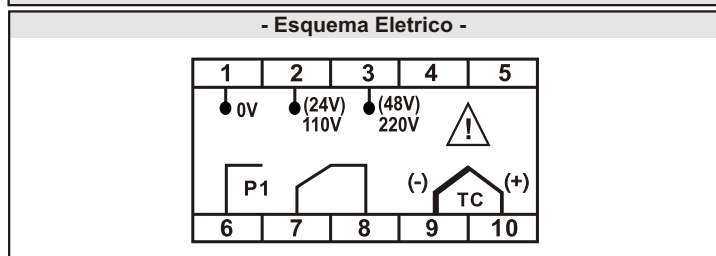 - Esquema Eletrico -
1 2 3 4 5
0V (24V) (48V)
110V 220V
!
P1 (-) TC (+)
6 7 8 9 10